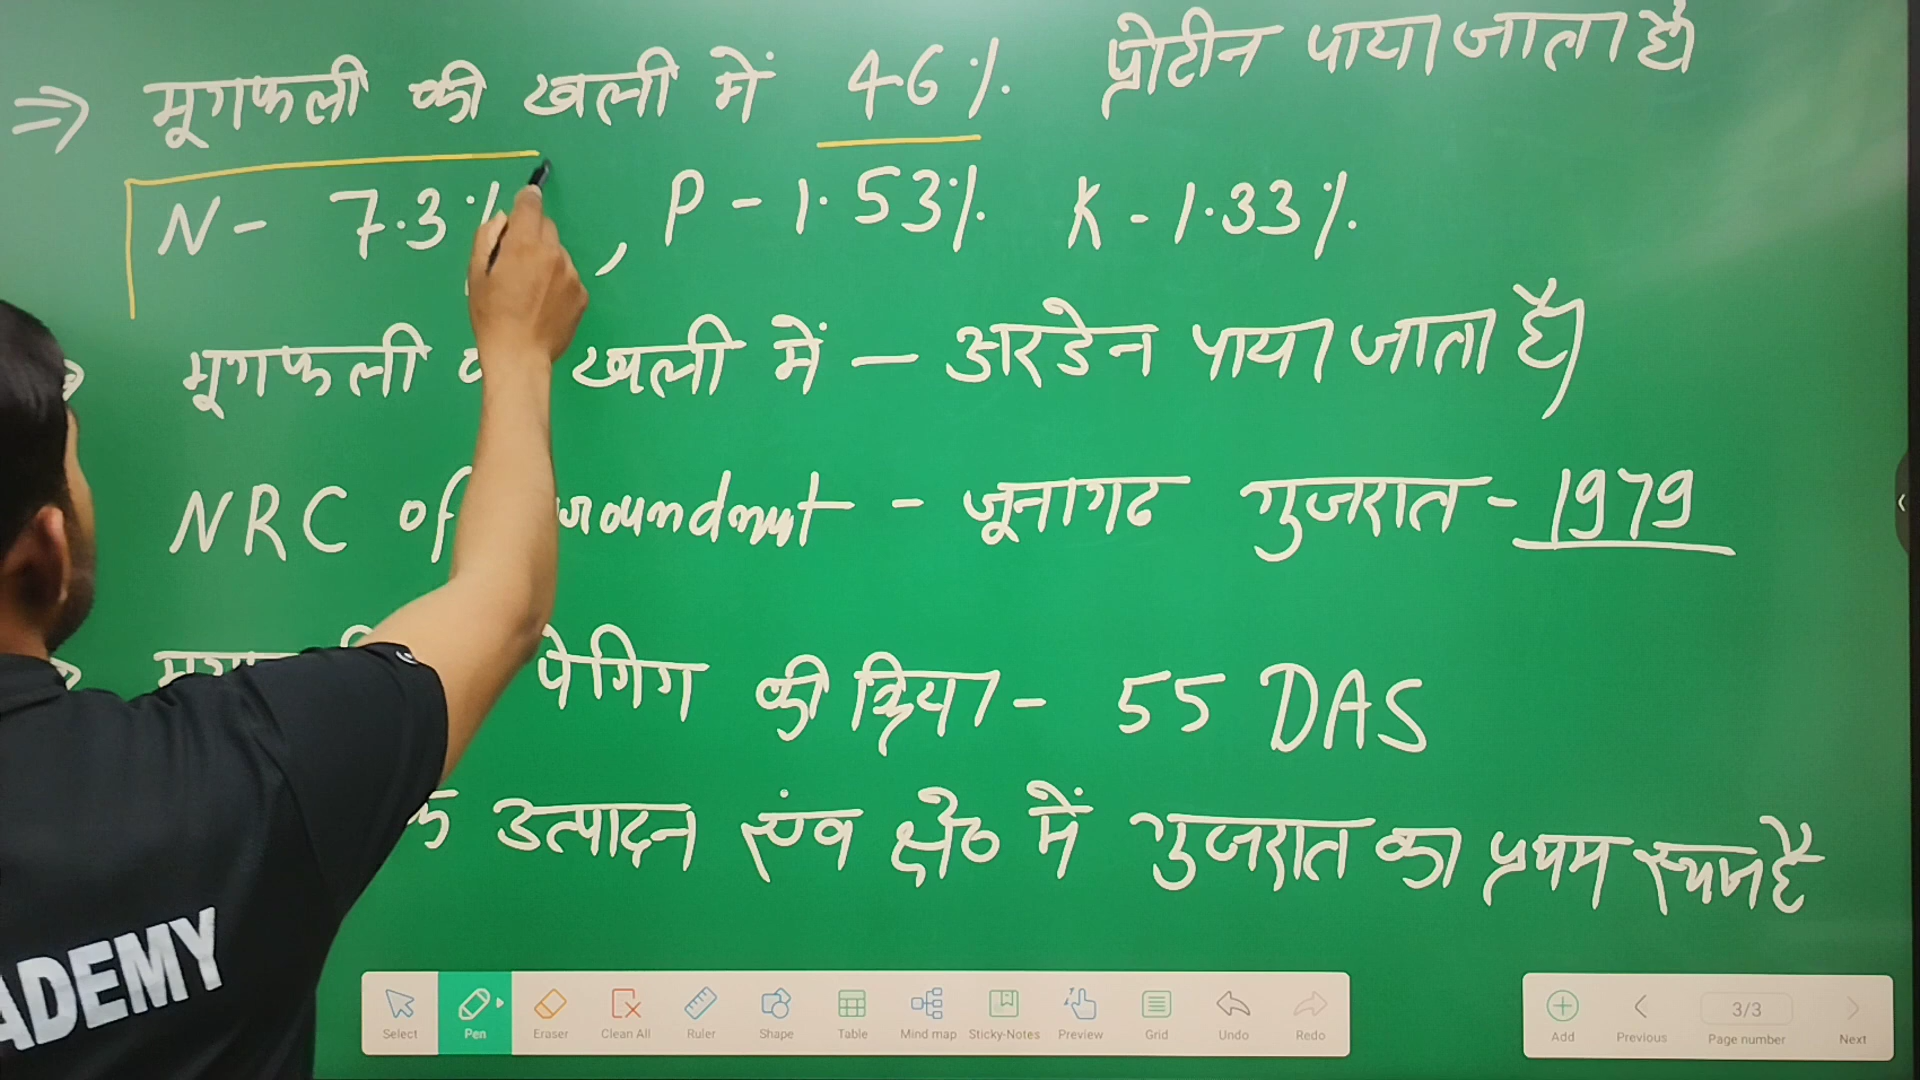 ⇒ मूगफली की खली में 46% प्रोटीन पाया जाता है
N - 7.3% , P - 1.53% K - 1.33%
मूगफली खली में - अरडेन पाया जाता है
NRC of roundnut - जूनागढ गुजरात - 1979
पेगिग की क्रिया - 55 DAS
उत्पादन एंव क्षेत्र में गुजरात का प्रथम स्थान है
ADEMY
Select Pen Eraser Clean All Ruler Shape Table Mind map Sticky-Notes Preview Grid Undo Redo
Add Previous 3/3 Page number Next